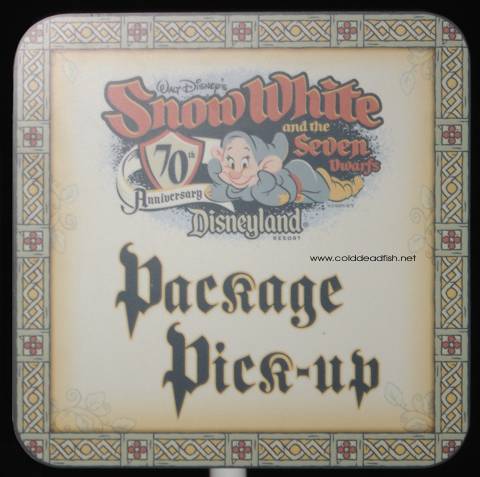 Walt Disney's
Snow White
and the
Seven
Dwarfs
70th
Anniversary
Disneyland
RESORT
www.colddeadfish.net
Package
Pick-up